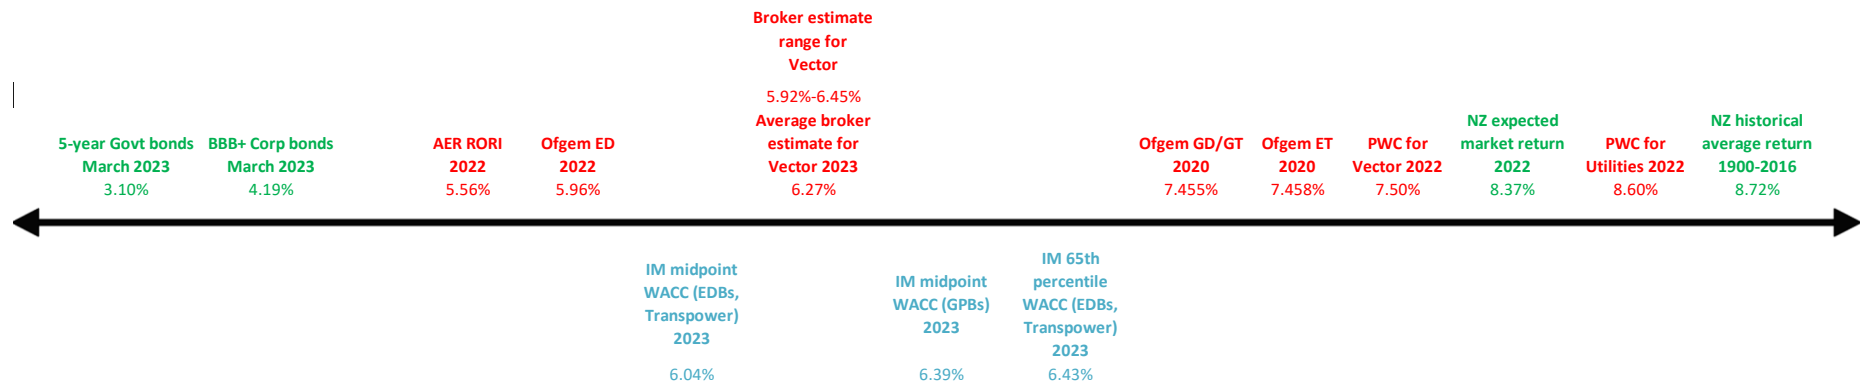 Broker estimate
range for
Vector
5.92%-6.45%
5-year Govt bonds
March 2023
3.10%
BBB+ Corp bonds
March 2023
4.19%
AER RORI
2022
5.56%
Ofgem ED
2022
5.96%
Average broker
estimate for
Vector 2023
6.27%
Ofgem GD/GT
2020
7.455%
Ofgem ET
2020
7.458%
PWC for
Vector 2022
7.50%
NZ expected
market return
2022
8.37%
PWC for
Utilities 2022
8.60%
NZ historical
average return
1900-2016
8.72%
IM midpoint
WACC (EDBs,
Transpower)
2023
6.04%
IM midpoint
WACC (GPBs)
2023
6.39%
IM 65th
percentile
WACC (EDBs,
Transpower)
2023
6.43%